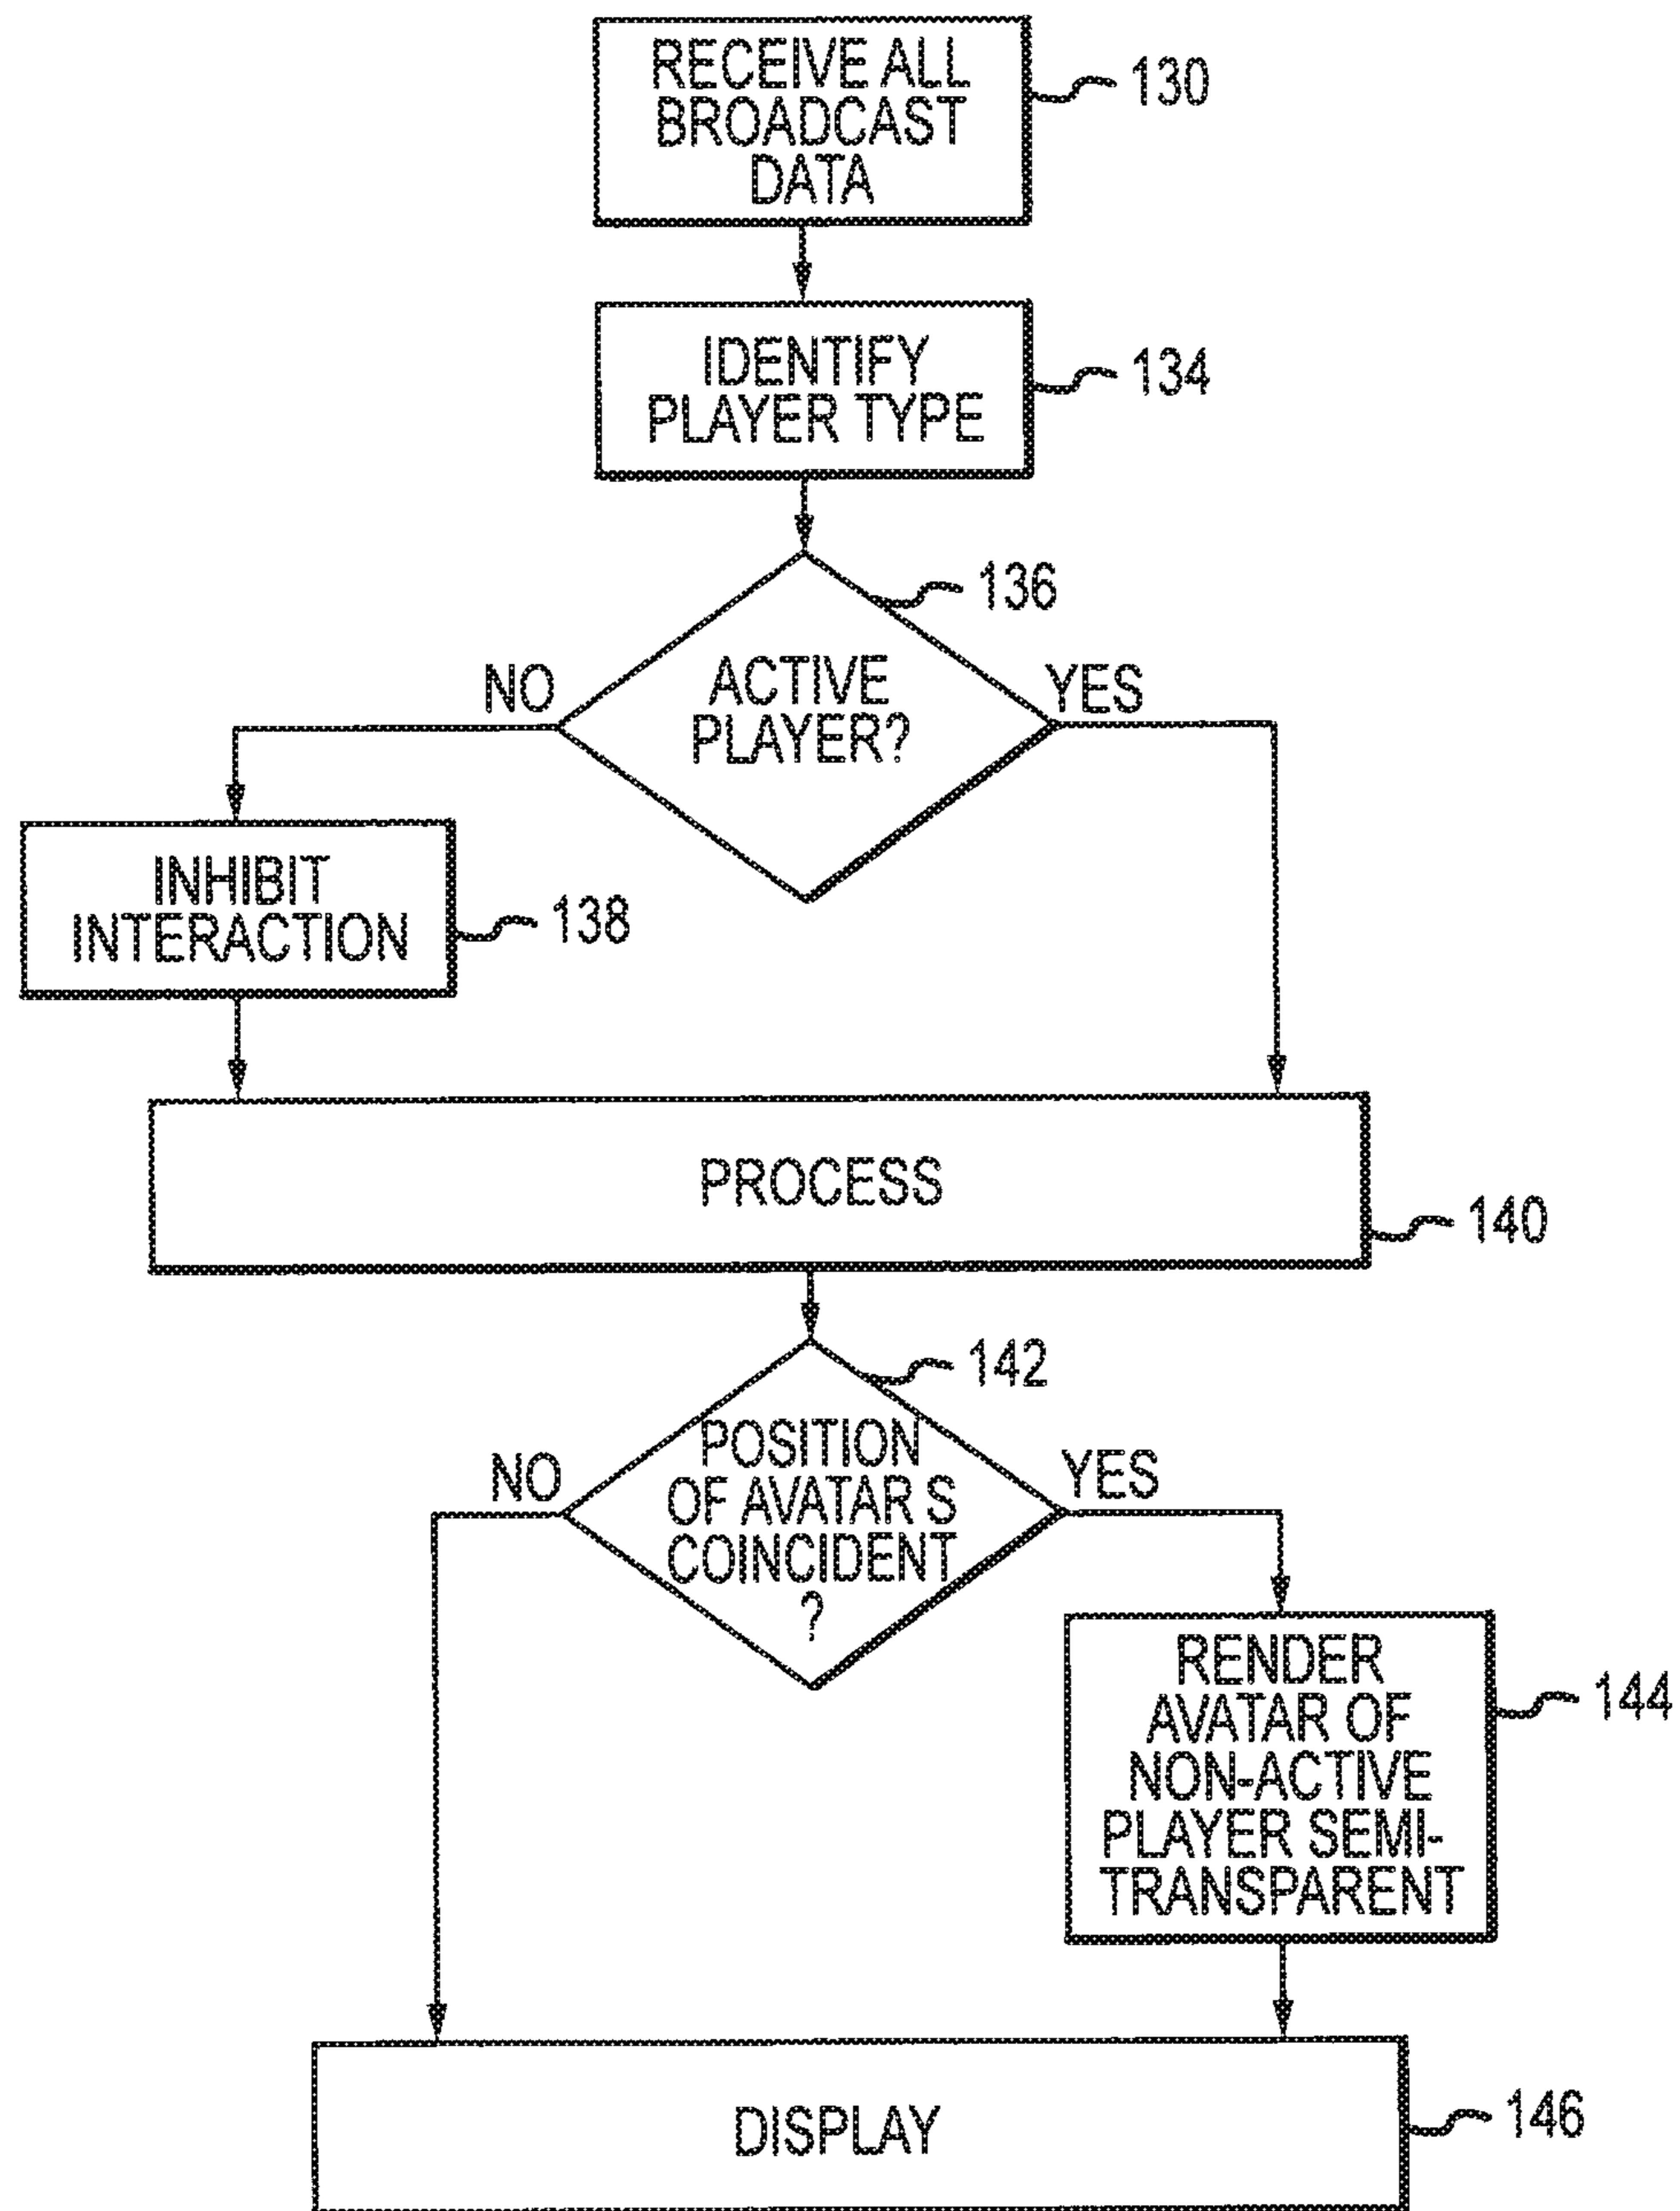 RECEIVE ALL
BROADCAST
DATA
130
IDENTIFY
PLAYER TYPE
134
136
ACTIVE
PLAYER?
NO
YES
INHIBIT
INTERACTION
138
PROCESS
140
142
POSITION
OF AVATAR S
COINCIDENT
?
NO
YES
RENDER
AVATAR OF
NON-ACTIVE
PLAYER SEMI-
TRANSPARENT
144
DISPLAY
146